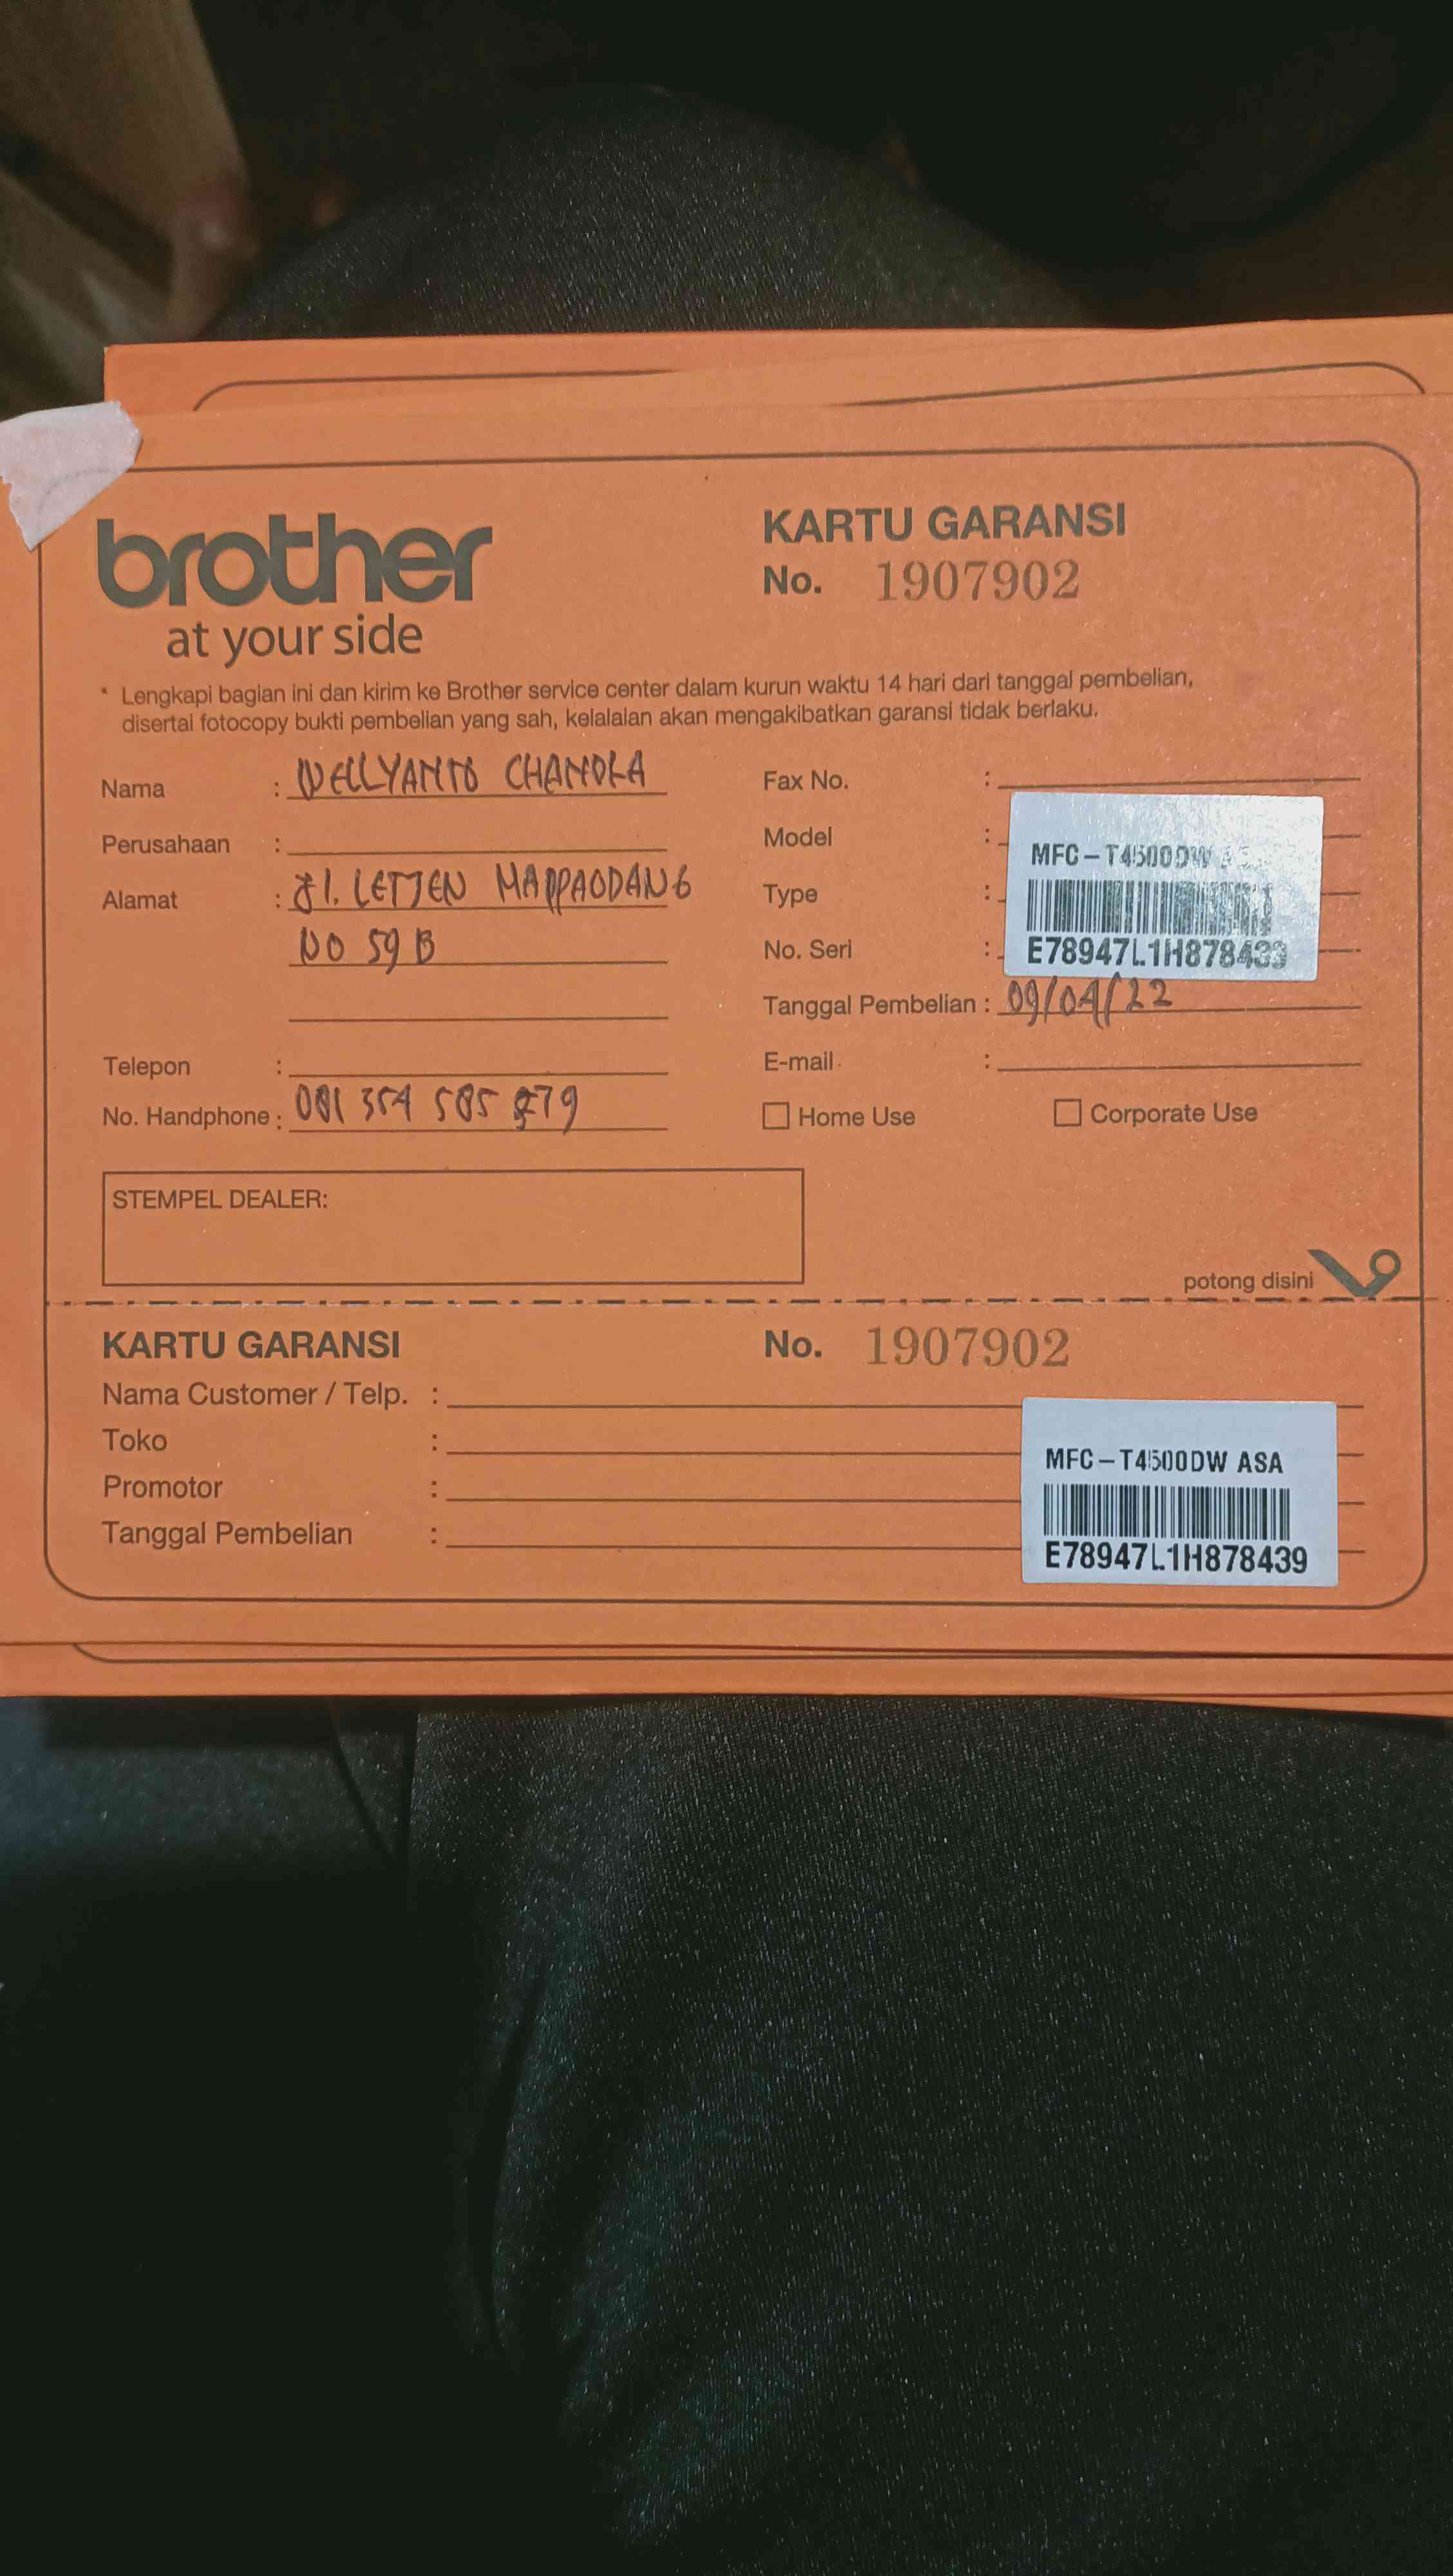 brother
at your side
KARTU GARANSI
No. 1907902
* Lengkapi bagian ini dan kirim ke Brother service center dalam kurun waktu 14 hari dari tanggal pembelian,
disertai fotocopy bukti pembelian yang sah, kelalaian akan mengakibatkan garansi tidak berlaku.
Nama : WELLYANTO CHANDRA
Perusahaan :
Alamat : Jl. LETJEN MAPPAODANG
NO 59 B
Telepon :
No. Handphone : 081 354 585 879
Fax No. :
Model : MFC-T4500DW
Type :
No. Seri : E78947L1H878439
Tanggal Pembelian : 09/04/22
E-mail :
Home Use
Corporate Use
STEMPEL DEALER:
potong disini
KARTU GARANSI
No. 1907902
Nama Customer / Telp. :
Toko :
Promotor :
Tanggal Pembelian :
MFC-T4500DW ASA
E78947L1H878439